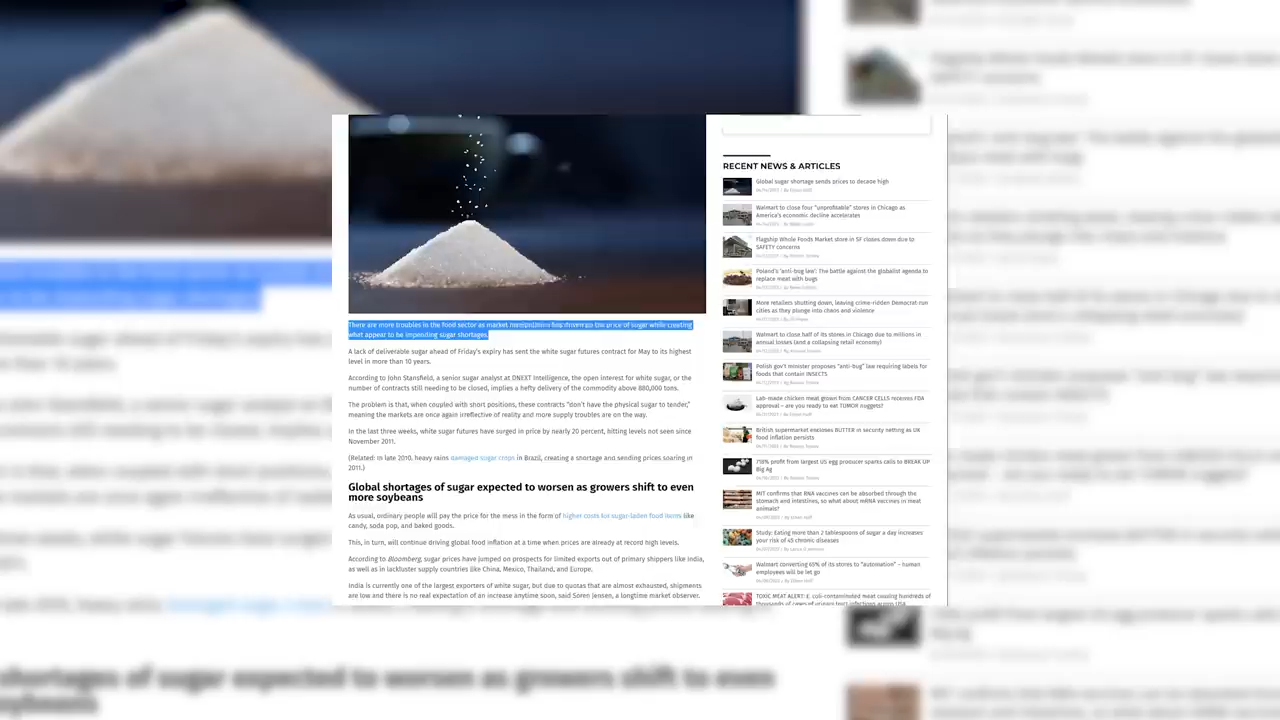 There are more troubles in the food sector as market has driven up the price of sugar while creating
what appear to be impending sugar shortages.
A lack of deliverable sugar ahead of Friday's expiry has sent the white sugar futures contract for May to its highest
level in more than 10 years.
According to John Stansfield, a senior sugar analyst at DNEXT Intelligence, the open interest for white sugar, or the
number of contracts still needing to be closed, implies a hefty delivery of the commodity above 880,000 tons.
The problem is that, when coupled with short positions, these contracts "don't have the physical sugar to tender,"
meaning the markets are once again irreflective of reality and more supply troubles are on the way.
In the last three weeks, white sugar futures have surged in price by nearly 20 percent, hitting levels not seen since
November 2011.
(Related: In late 2010, heavy rains damaged sugar crops in Brazil, creating a shortage and sending prices soaring in
2011.)
Global shortages of sugar expected to worsen as growers shift to even
more soybeans
As usual, ordinary people will pay the price for the mess in the form of higher costs for sugar-laden food items like
candy, soda pop, and baked goods.
This, in turn, will continue driving global food inflation at a time when prices are already at record high levels.
According to Bloomberg, sugar prices have jumped on prospects for limited exports out of primary shippers like India,
as well as in lackluster supply countries like China, Mexico, Thailand, and Europe.
India is currently one of the largest exporters of white sugar, but due to quotas that are almost exhausted, shipments
are low and there is no real expectation of an increase anytime soon, said Soren Jensen, a longtime market observer.
RECENT NEWS & ARTICLES
Global sugar shortage sends prices to decade high
Walmart to close four "unprofitable" stores in Chicago as
America's economic decline accelerates
Flagship Whole Foods Market store in SF closes down due to
SAFETY concerns
Poland's 'anti-bug law': The battle against the globalist agenda to
replace meat with bugs
More retailers shutting down, leaving crime-ridden Democrat-run
cities as they plunge into chaos and violence
Walmart to close half of its stores in Chicago due to millions in
annual losses (and a collapsing retail economy)
Polish gov't minister proposes "anti-bug" law requiring labels for
foods that contain INSECTS
Lab-made chicken meat grown from CANCER CELLS receives FDA
approval – are you ready to eat TUMOR nuggets?
British supermarket encloses BUTTER in security netting as UK
food inflation persists
718% profit from largest US egg producer sparks calls to BREAK UP
Big Ag
MIT confirms that RNA vaccines can be absorbed through the
stomach and intestines, so what about mRNA vaccines in meat
animals?
Study: Eating more than 2 tablespoons of sugar a day increases
your risk of 45 chronic diseases
Walmart converting 65% of its stores to "automation" – human
employees will be let go
TOXIC MEAT ALERT: E. coli-contaminated meat causing hundreds of
thousands of cases of urinary tract infections across USA